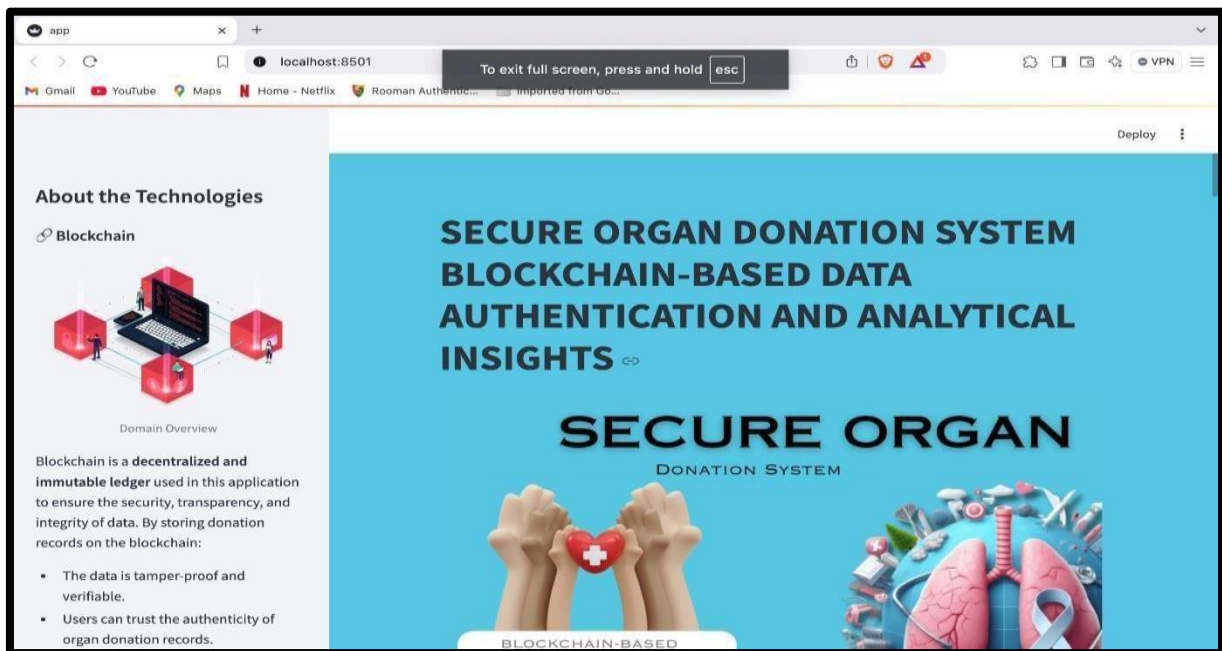 app
localhost:8501
To exit full screen, press and hold esc
VPN
Gmail
YouTube
Maps
Home - Netflix
Rooman Authentic...
Imported from Go...
Deploy
About the Technologies
Blockchain
Domain Overview
Blockchain is a decentralized and
immutable ledger used in this application
to ensure the security, transparency, and
integrity of data. By storing donation
records on the blockchain:
• The data is tamper-proof and
verifiable.
• Users can trust the authenticity of
organ donation records.
SECURE ORGAN DONATION SYSTEM
BLOCKCHAIN-BASED DATA
AUTHENTICATION AND ANALYTICAL
INSIGHTS
SECURE ORGAN
DONATION SYSTEM
BLOCKCHAIN-BASED